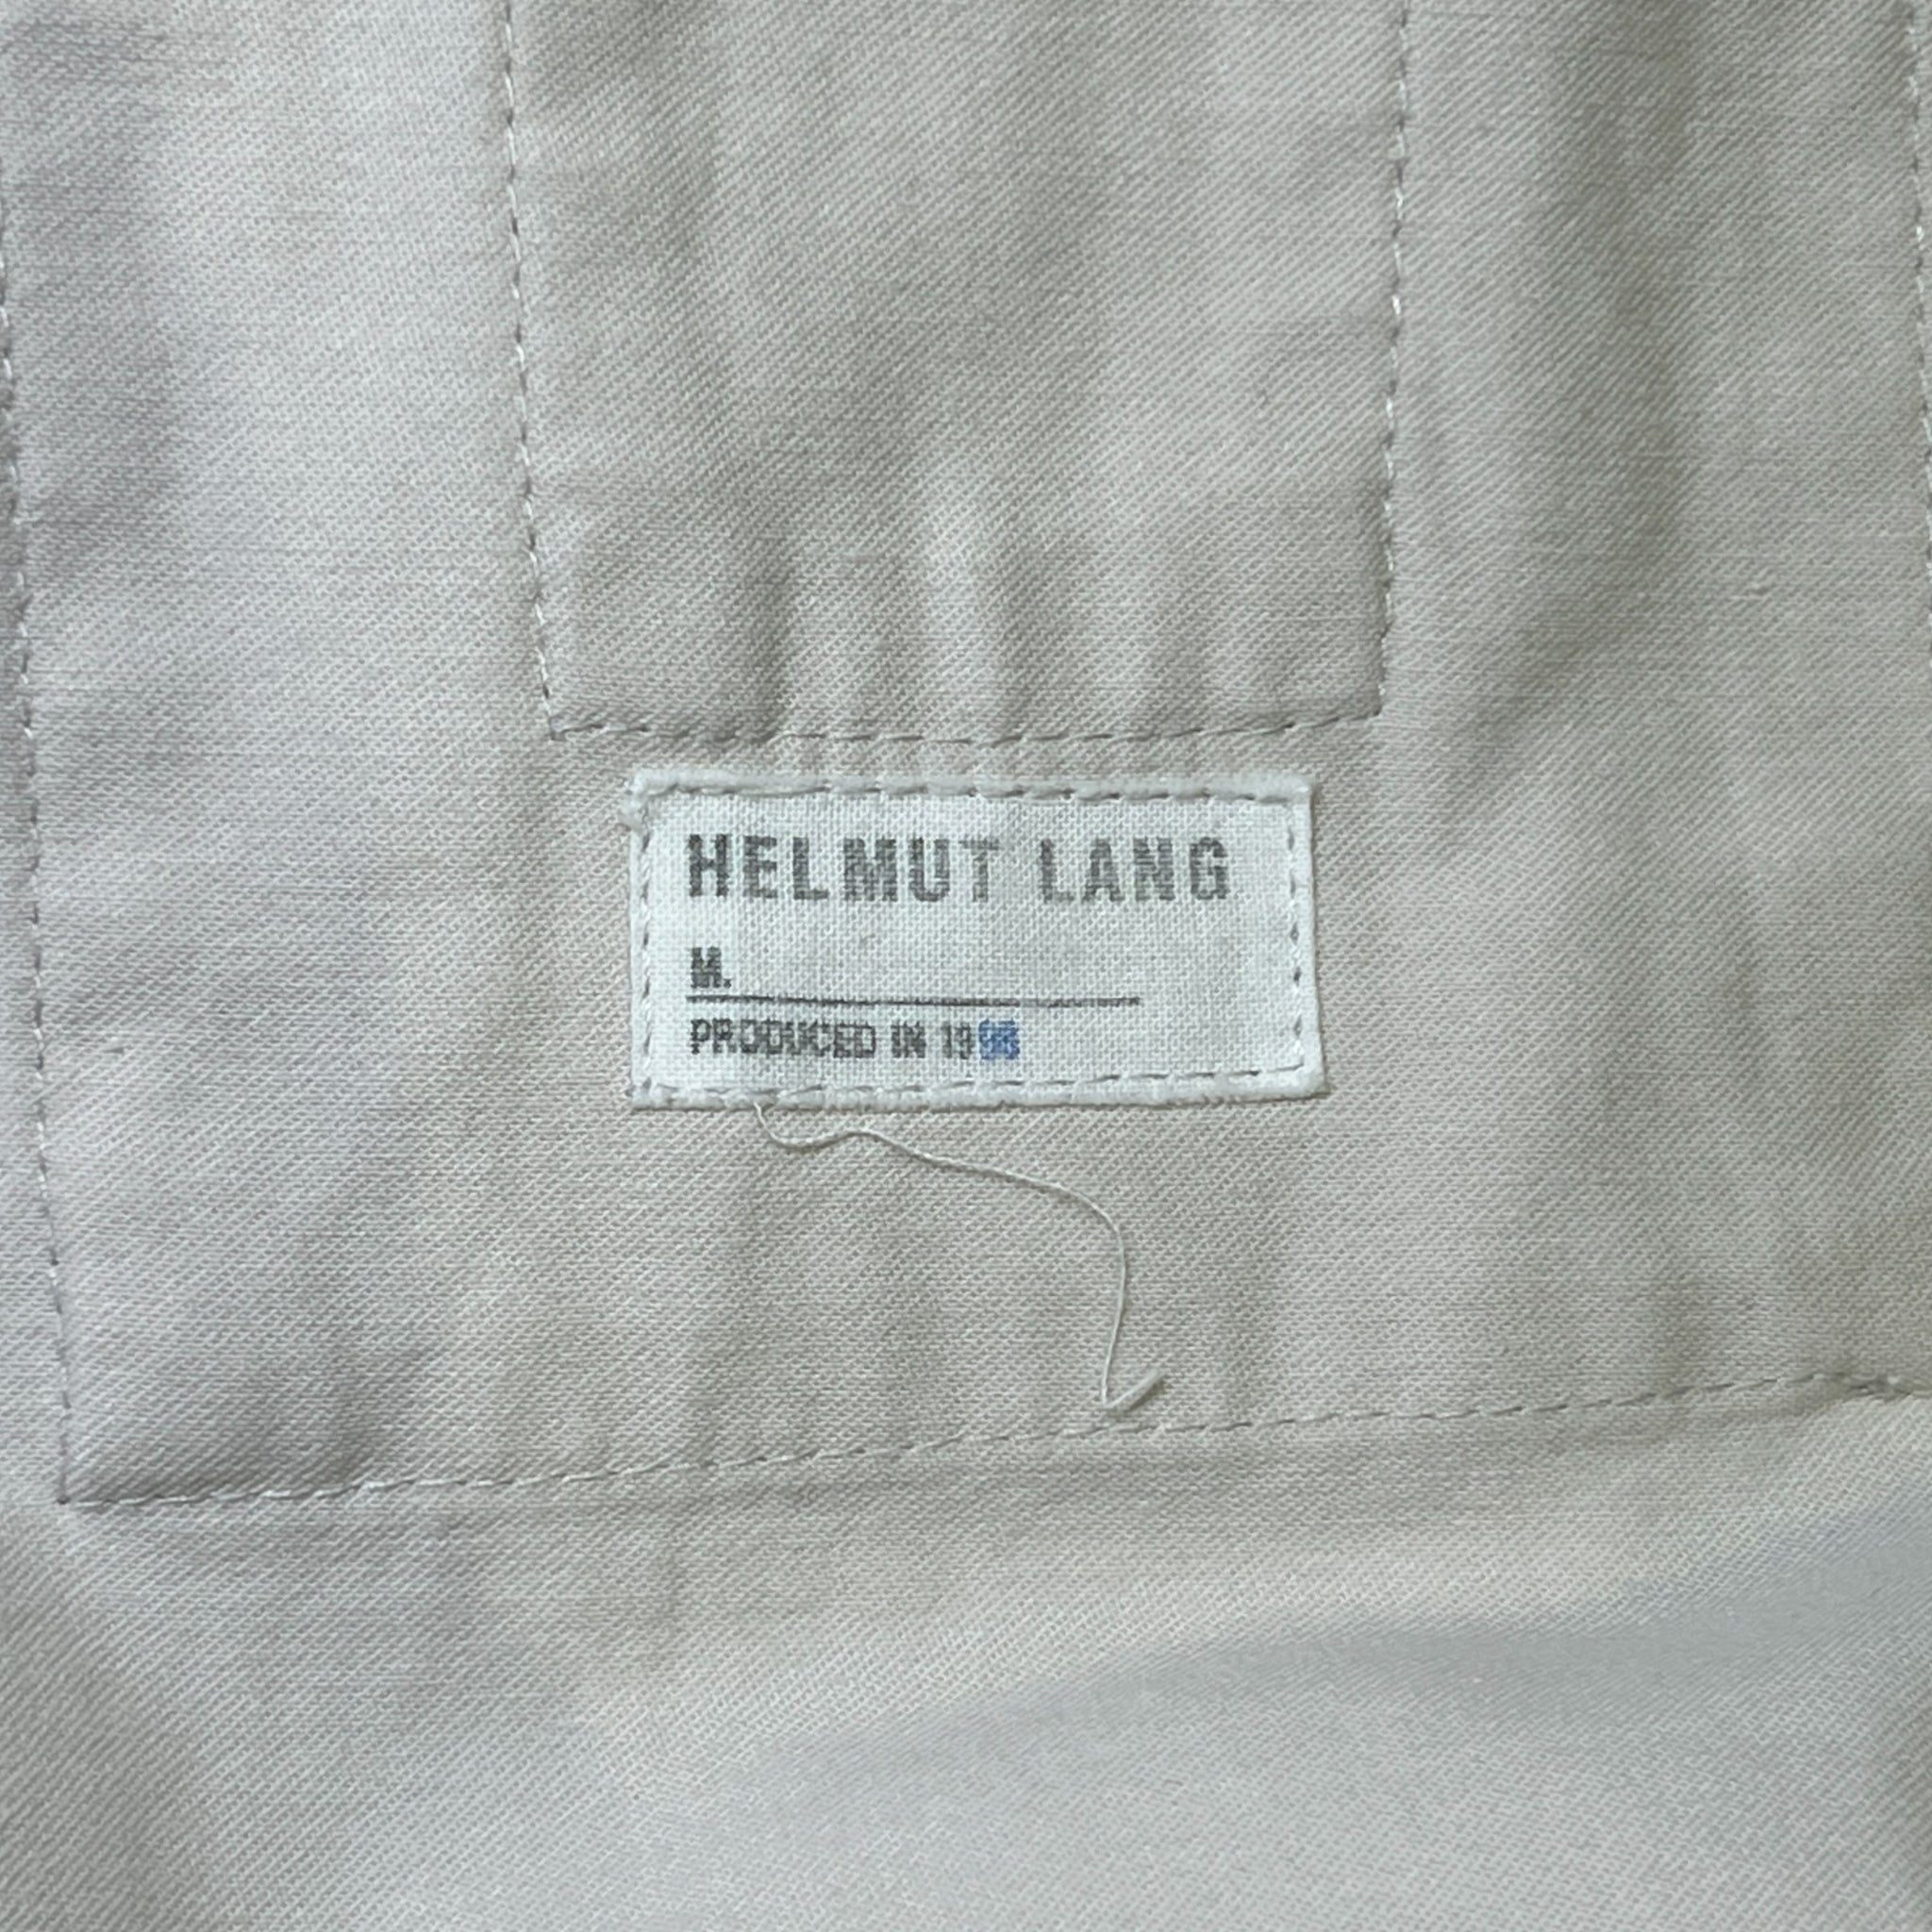 HELMUT LANG
M.
PRODUCED IN 1998